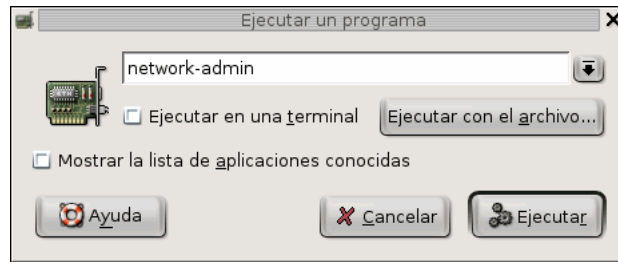 Ejecutar un programa
network-admin
Ejecutar en una terminal
Ejecutar con el archivo...
Mostrar la lista de aplicaciones conocidas
Ayuda
Cancelar
Ejecutar